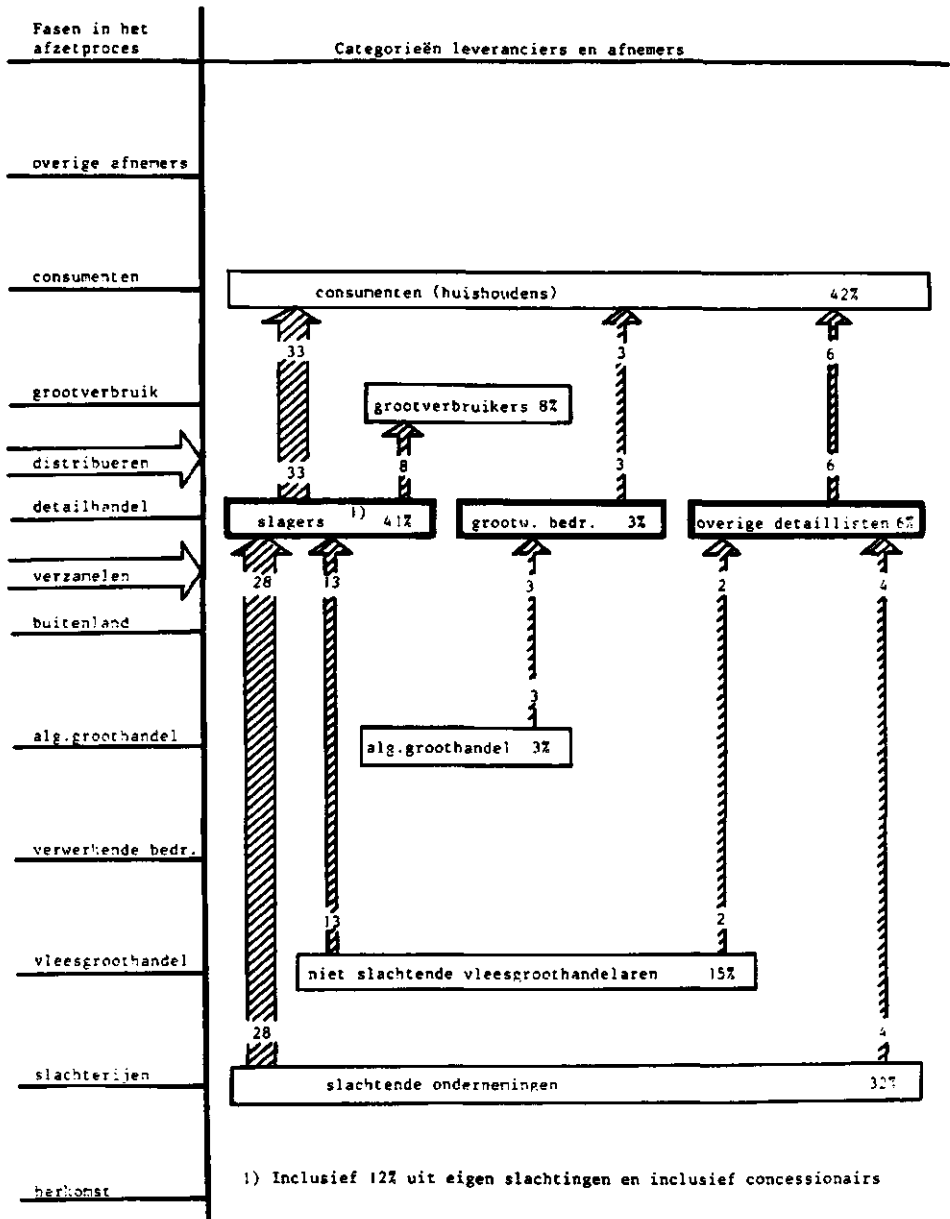 Fasen in het
afzetproces
Categorieën leveranciers en afnemers
overige afnemers
consumenten
consumenten (huishoudens) 42%
33 3 6
grootverbruik
grootverbruikers 8%
distribueren
33 8 3 6
detailhandel
slagers 1) 41%
grootw. bedr. 3%
overige detaillisten 6%
verzamelen
28 13 3 2 4
buitenland
3
alg.groothandel
alg.groothandel 3%
verwerkende bedr.
13 2
vleesgroothandel
niet slachtende vleesgroothandelaren 15%
28 4
slachterijen
slachtende ondernemingen 32%
herkomst
1) Inclusief 12% uit eigen slachtingen en inclusief concessionairs